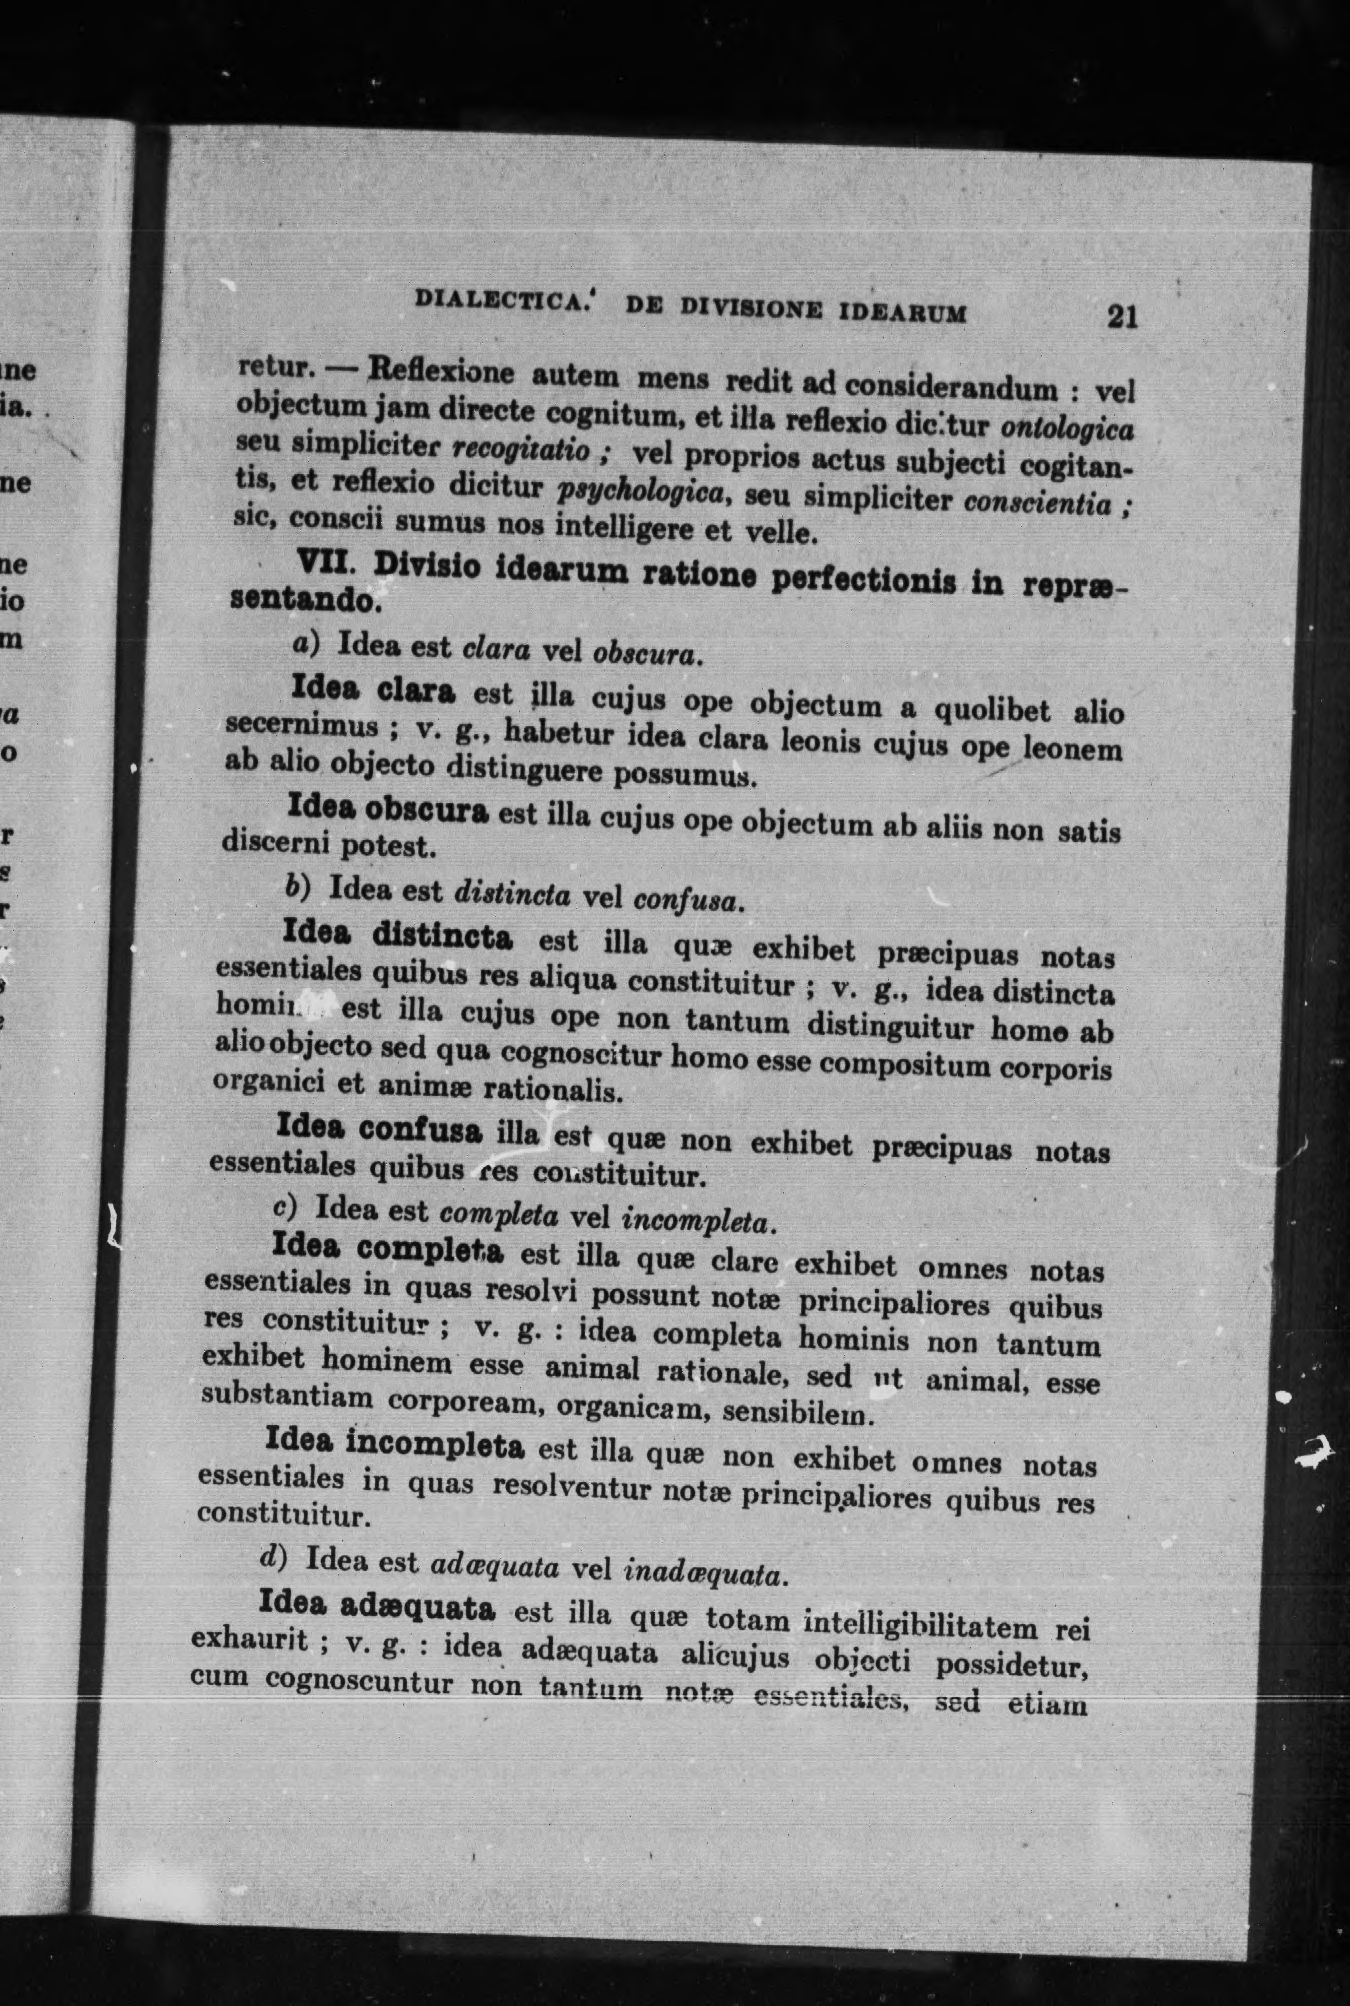 DIALECTICA. DE DIVISIONE IDEARUM 21
retur. — Reflexione autem mens redit ad considerandum : vel
objectum jam directe cognitum, et illa reflexio dicitur ontologica
seu simpliciter recogitatio ; vel proprios actus subjecti cogitan-
tis, et reflexio dicitur psychologica, seu simpliciter conscientia ;
sic, conscii sumus nos intelligere et velle.
VII. Divisio idearum ratione perfectionis in repræ-
sentando.
a) Idea est clara vel obscura.
Idea clara est illa cujus ope objectum a quolibet alio
secernimus ; v. g., habetur idea clara leonis cujus ope leonem
ab alio objecto distinguere possumus.
Idea obscura est illa cujus ope objectum ab aliis non satis
discerni potest.
b) Idea est distincta vel confusa.
Idea distincta est illa quæ exhibet præcipuas notas
essentiales quibus res aliqua constituitur ; v. g., idea distincta
est illa cujus ope non tantum distinguitur homo ab
alio objecto sed qua cognoscitur homo esse compositum corporis
organici et animæ rationalis.
Idea confusa illa est quæ non exhibet præcipuas notas
essentiales quibus res constituitur.
c) Idea est completa vel incompleta.
Idea completa est illa quæ clare exhibet omnes notas
essentiales in quas resolvi possunt notæ principaliores quibus
res constituitur ; v. g. : idea completa hominis non tantum
exhibet hominem esse animal rationale, sed ut animal, esse
substantiam corpoream, organicam, sensibilem.
Idea incompleta est illa quæ non exhibet omnes notas
essentiales in quas resolventur notæ principaliores quibus res
constituitur.
d) Idea est adæquata vel inadæquata.
Idea adæquata est illa quæ totam intelligibilitatem rei
exhaurit ; v. g. : idea adæquata alicujus objecti possidetur,
cum cognoscuntur non tantum notæ essentiales, sed etiam